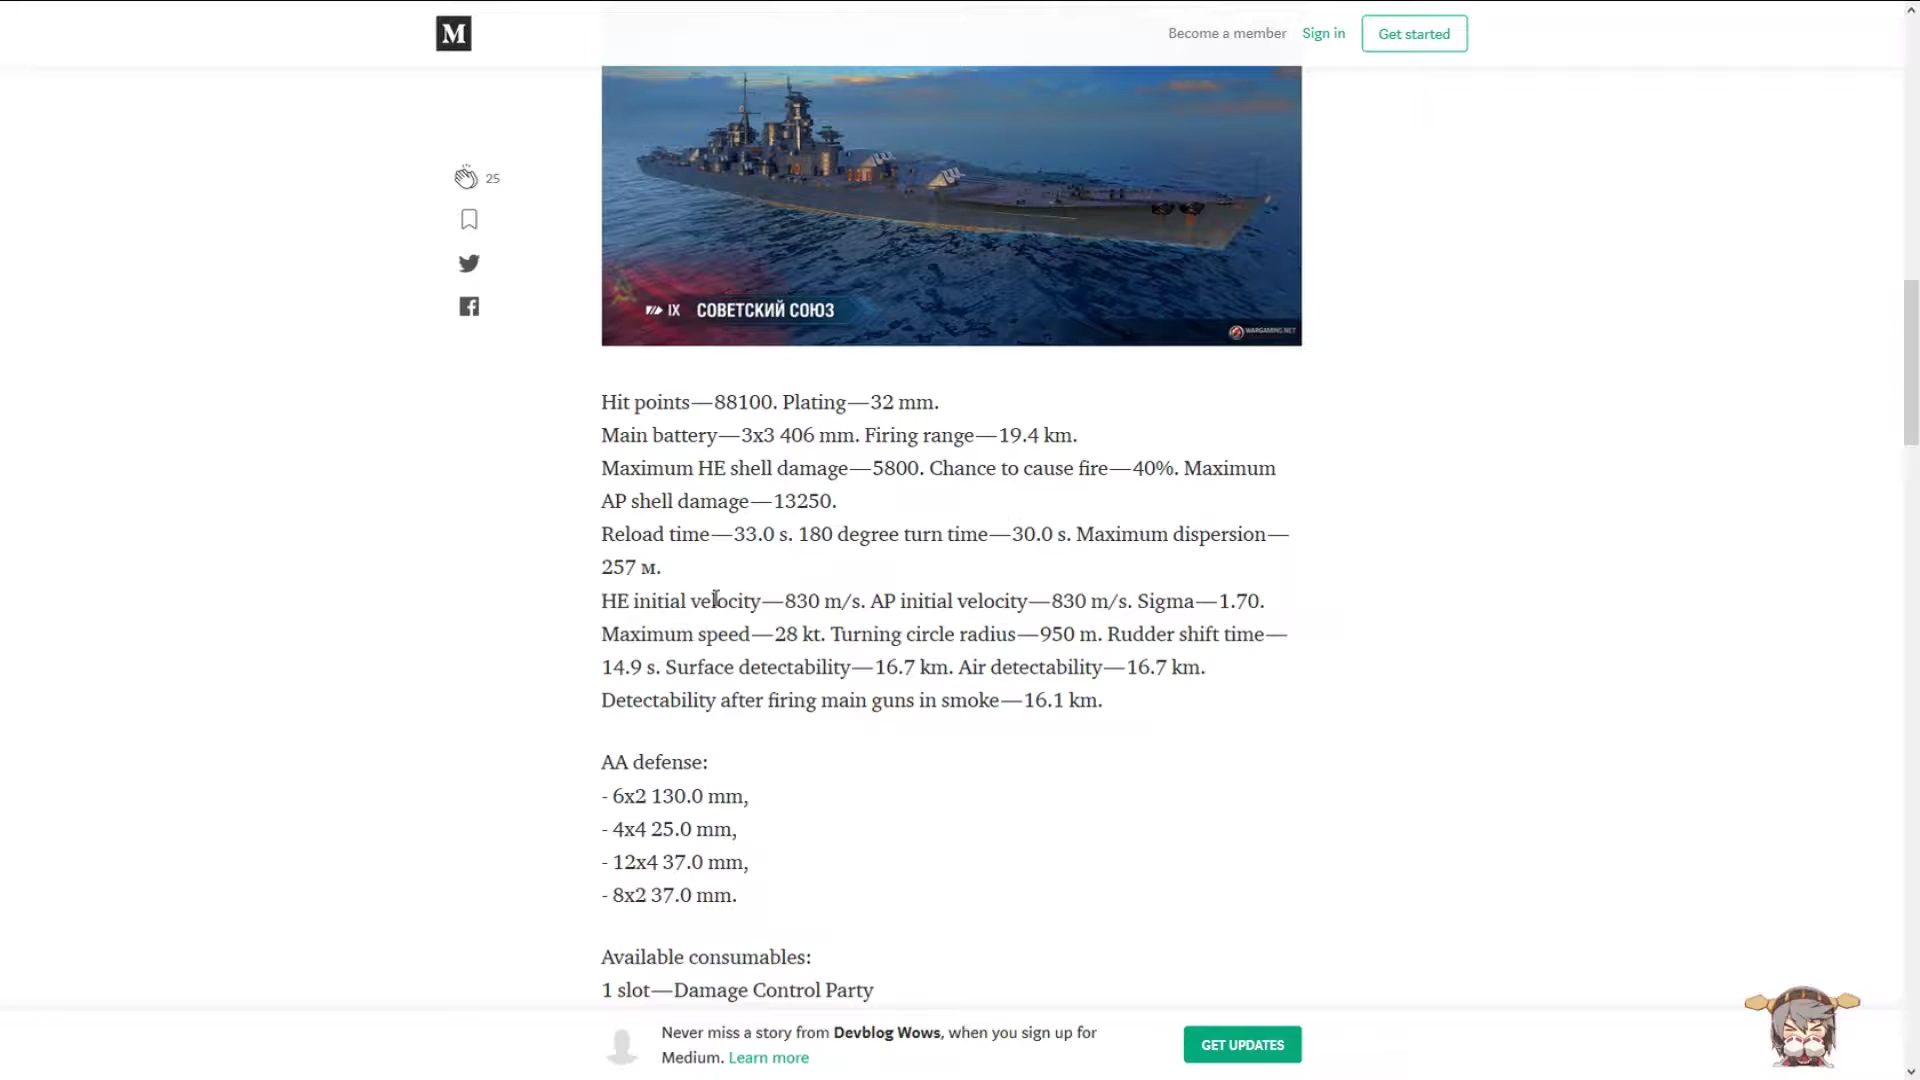 M
Become a member Sign in Get started
25
IX СОВЕТСКИЙ СОЮЗ
WARGAMING.NET
Hit points—88100. Plating—32 mm.
Main battery—3x3 406 mm. Firing range—19.4 km.
Maximum HE shell damage—5800. Chance to cause fire—40%. Maximum
AP shell damage—13250.
Reload time—33.0 s. 180 degree turn time—30.0 s. Maximum dispersion—
257 м.
HE initial velocity—830 m/s. AP initial velocity—830 m/s. Sigma—1.70.
Maximum speed—28 kt. Turning circle radius—950 m. Rudder shift time—
14.9 s. Surface detectability—16.7 km. Air detectability—16.7 km.
Detectability after firing main guns in smoke—16.1 km.
AA defense:
- 6x2 130.0 mm,
- 4x4 25.0 mm,
- 12x4 37.0 mm,
- 8x2 37.0 mm.
Available consumables:
1 slot—Damage Control Party
Never miss a story from Devblog Wows, when you sign up for
Medium. Learn more
GET UPDATES